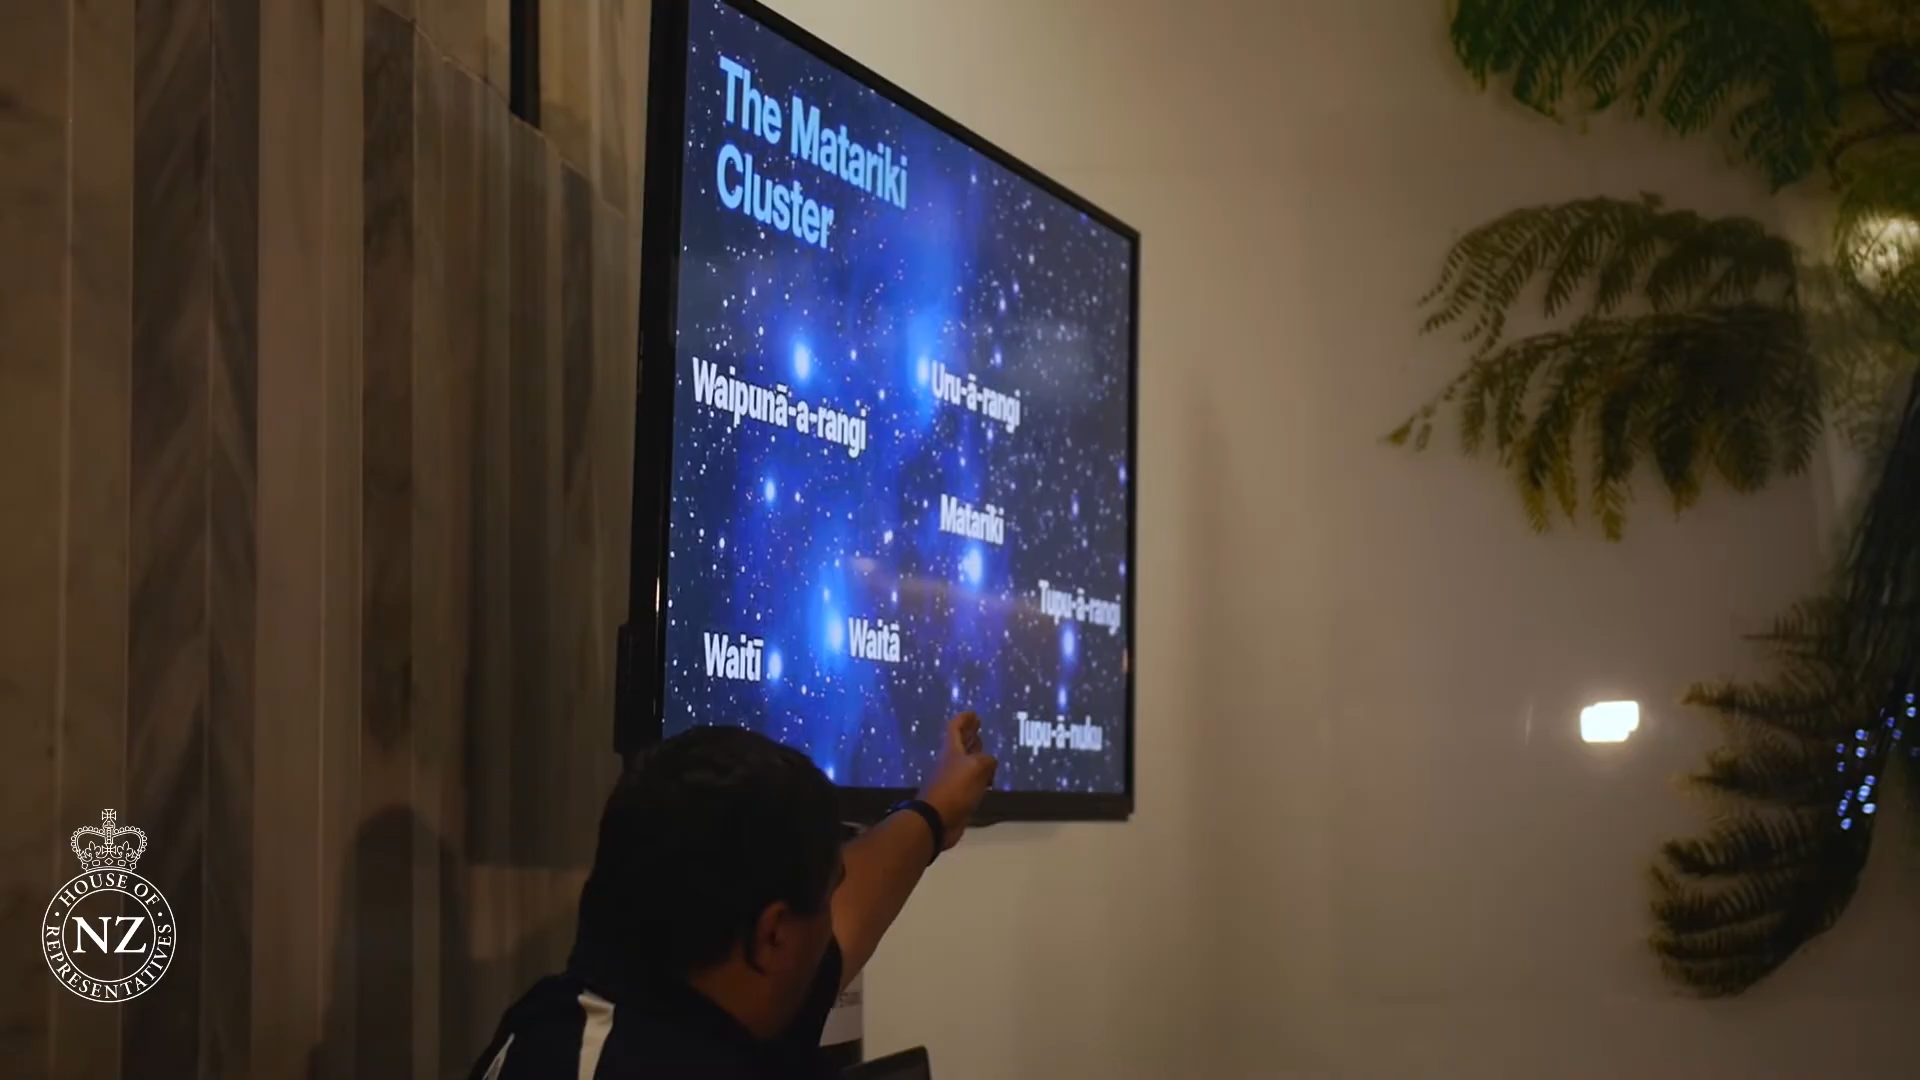 The Matariki
Cluster
Waipunā-a-rangi
Uru-ā-rangi
Matariki
Tupu-ā-rangi
Waitī
Waitā
Tupu-ā-nuku
HOUSE OF
NZ
REPRESENTATIVES